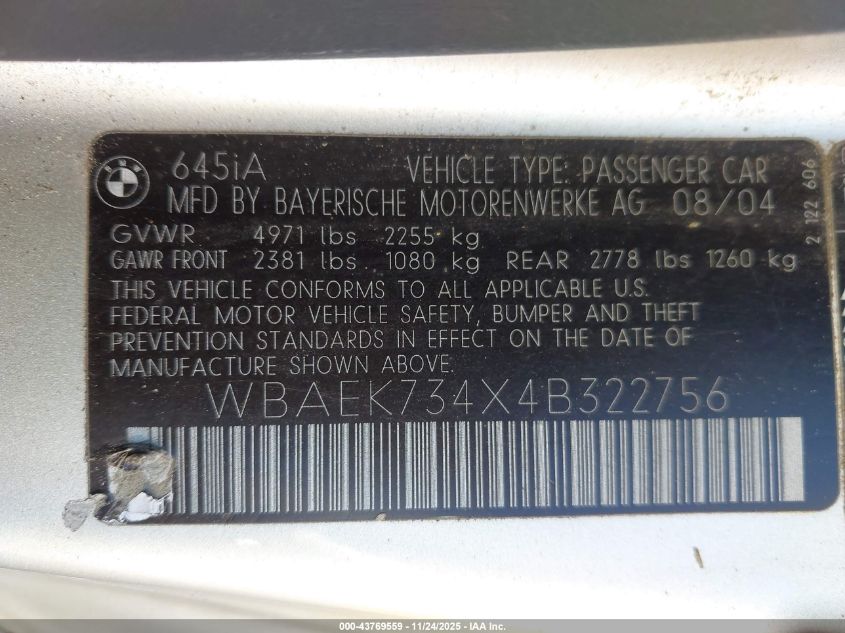 645iA VEHICLE TYPE: PASSENGER CAR
MFD BY BAYERISCHE MOTORENWERKE AG 08/04
GVWR 4971 lbs 2255 kg
GAWR FRONT 2381 lbs 1080 kg REAR 2778 lbs 1260 kg
THIS VEHICLE CONFORMS TO ALL APPLICABLE U.S.
FEDERAL MOTOR VEHICLE SAFETY, BUMPER AND THEFT
PREVENTION STANDARDS IN EFFECT ON THE DATE OF
MANUFACTURE SHOWN ABOVE.
WBAEK734X4B322756
2 122 606
000-43769559 - 11/24/2025 - IAA Inc.